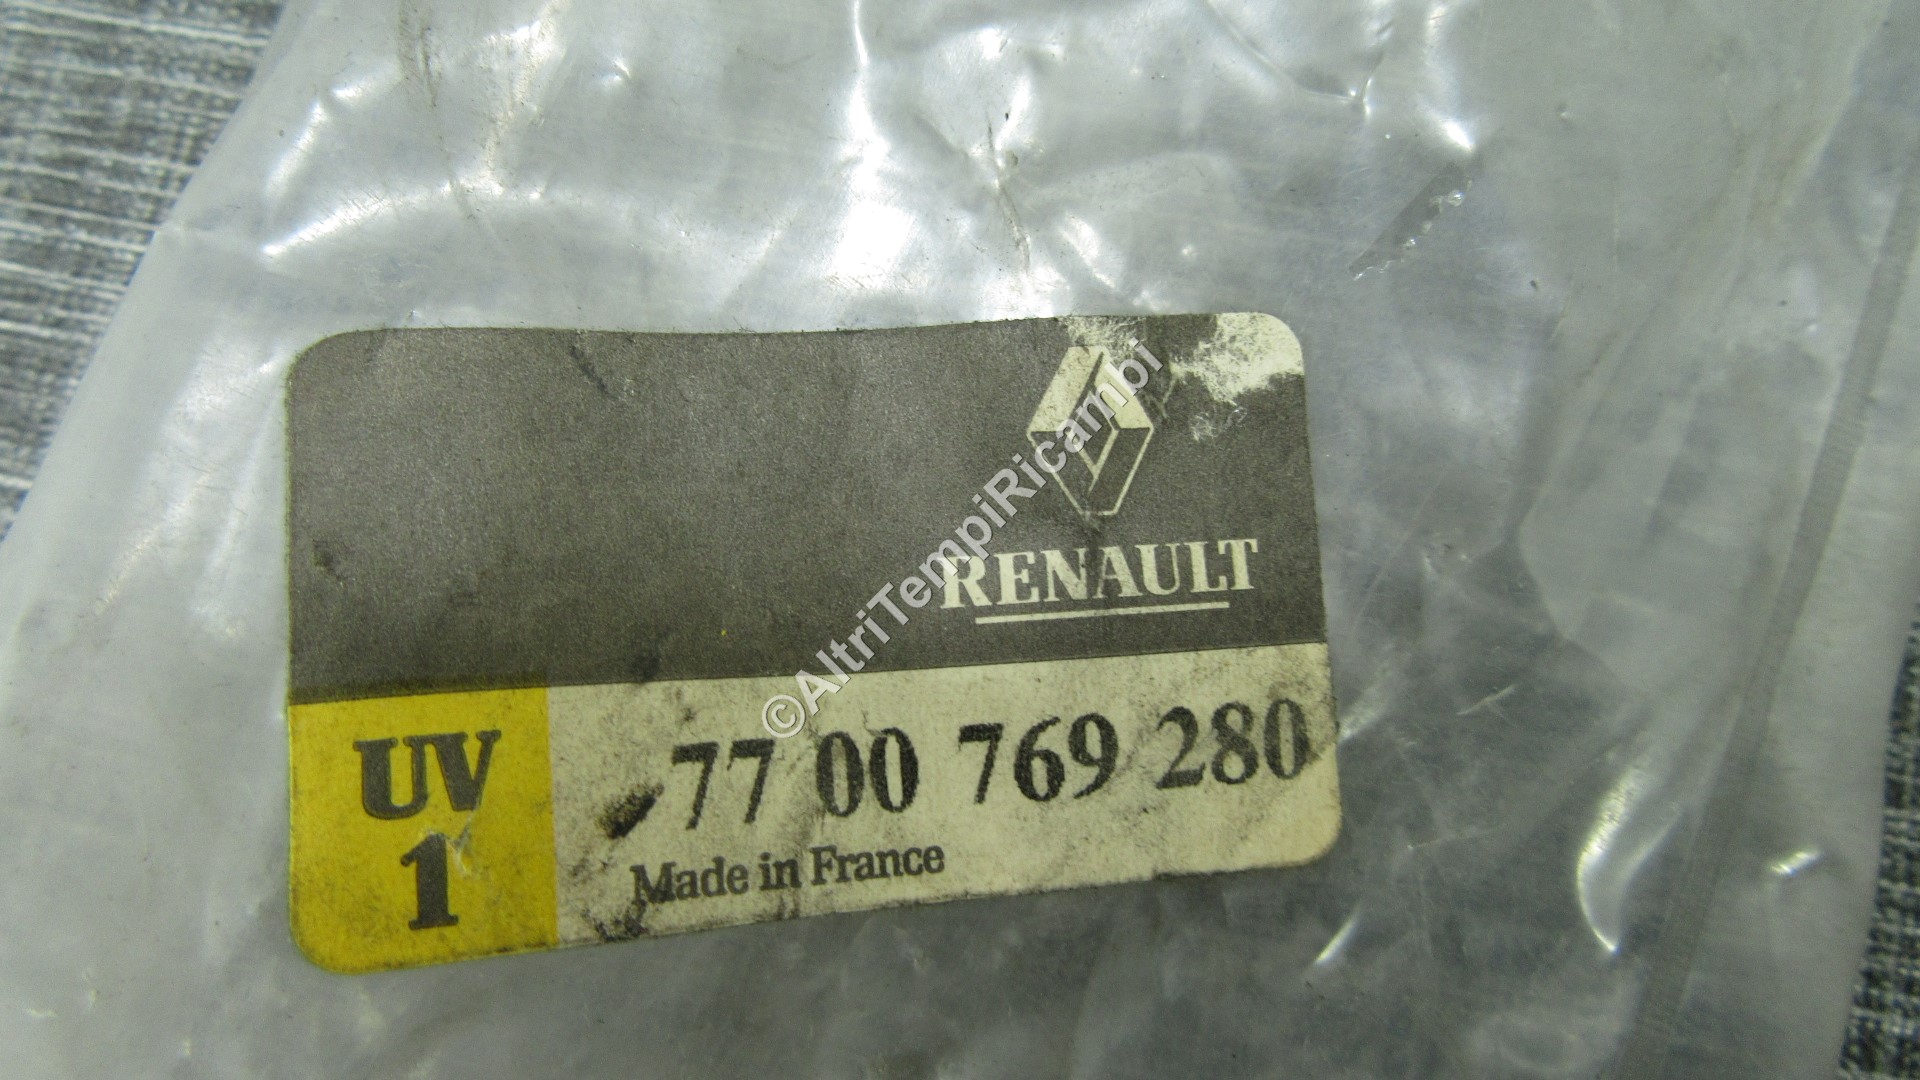 RENAULT
UV
1
77 00 769 280
Made in France
©AltriTempiRicambi